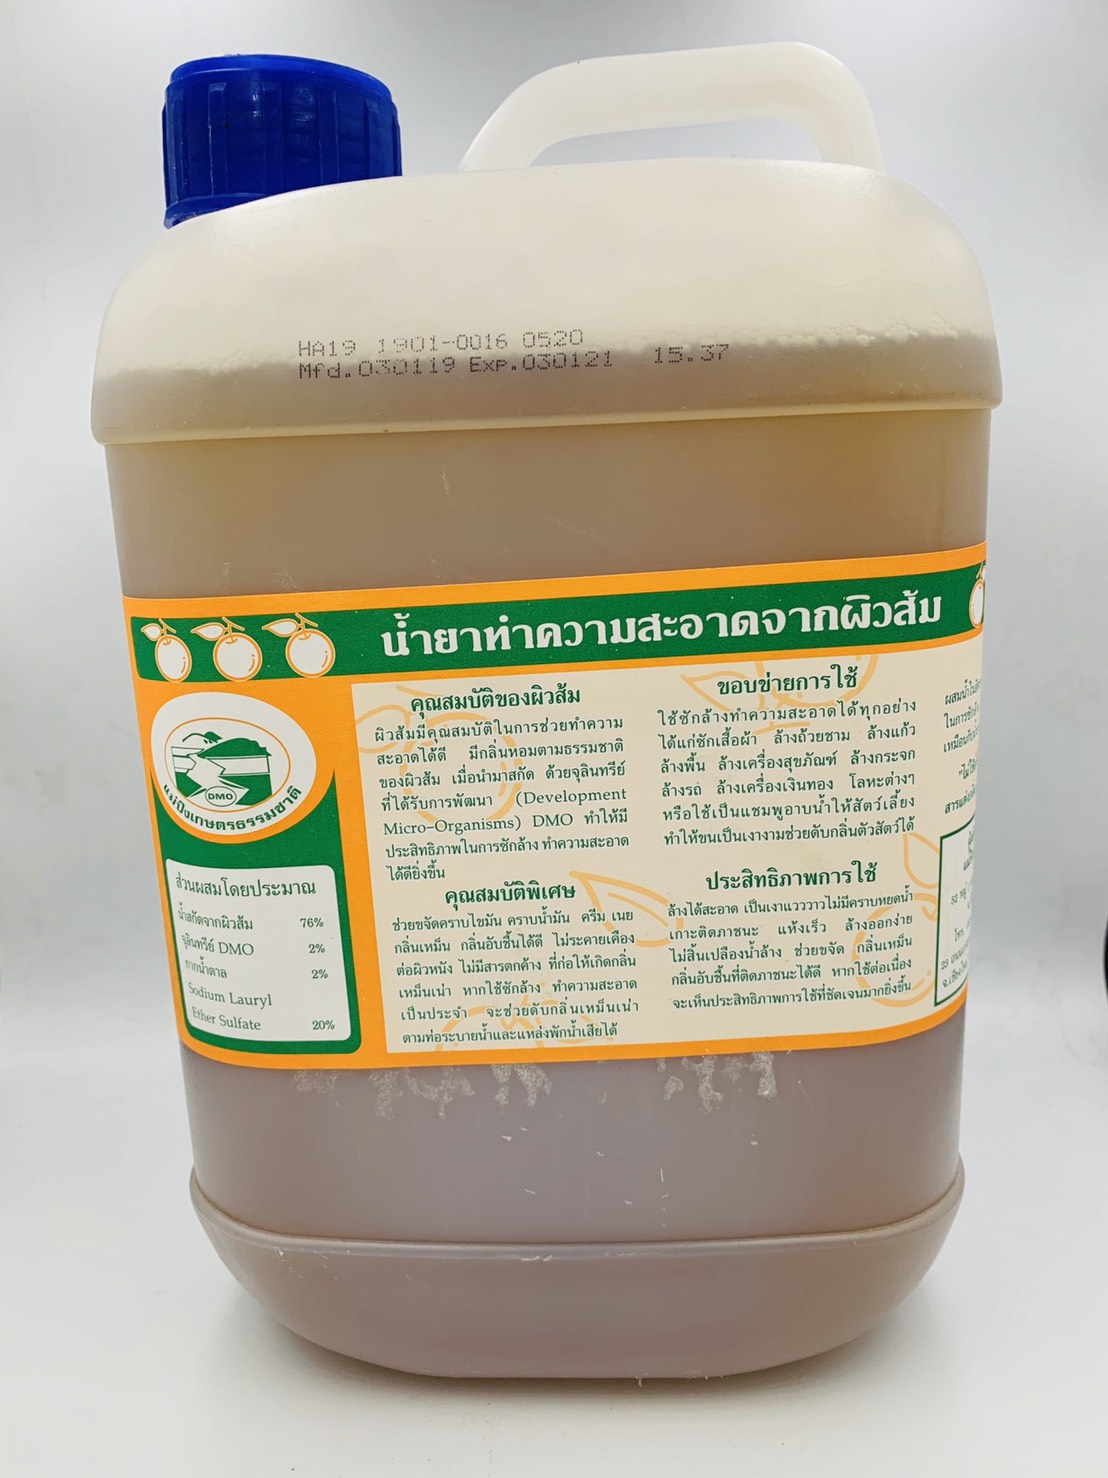 HA19 1901-0016 0520
Mfd.030119 Exp.030121 15.37
น้ำยาทำความสะอาดจากผิวส้ม
DMO
แม่ปิงเกษตรธรรมชาติ
ส่วนผสมโดยประมาณ
น้ำสกัดจากผิวส้ม 76%
จุลินทรีย์ DMO 2%
กากน้ำตาล 2%
Sodium Lauryl
Ether Sulfate 20%
คุณสมบัติของผิวส้ม
ผิวส้มมีคุณสมบัติในการช่วยทำความ
สะอาดได้ดี มีกลิ่นหอมตามธรรมชาติ
ของผิวส้ม เมื่อนำมาสกัด ด้วยจุลินทรีย์
ที่ได้รับการพัฒนา (Development
Micro-Organisms) DMO ทำให้มี
ประสิทธิภาพในการซักล้าง ทำความสะอาด
ได้ดียิ่งขึ้น
คุณสมบัติพิเศษ
ช่วยขจัดคราบไขมัน คราบน้ำมัน ครีม เนย
กลิ่นเหม็น กลิ่นอับชื้นได้ดี ไม่ระคายเคือง
ต่อผิวหนัง ไม่มีสารตกค้าง ที่ก่อให้เกิดกลิ่น
เหม็นเน่า หากใช้ซักล้าง ทำความสะอาด
เป็นประจำ จะช่วยดับกลิ่นเหม็นเน่า
ตามท่อระบายน้ำและแหล่งพักน้ำเสียได้
ขอบข่ายการใช้
ใช้ซักล้างทำความสะอาดได้ทุกอย่าง
ได้แก่ซักเสื้อผ้า ล้างถ้วยชาม ล้างแก้ว
ล้างพื้น ล้างเครื่องสุขภัณฑ์ ล้างกระจก
ล้างรถ ล้างเครื่องเงินทอง โลหะต่างๆ
หรือใช้เป็นแชมพูอาบน้ำให้สัตว์เลี้ยง
ทำให้ขนเป็นเงางามช่วยดับกลิ่นตัวสัตว์ได้
ประสิทธิภาพการใช้
ล้างได้สะอาด เป็นเงาแวววาวไม่มีคราบหยดน้ำ
เกาะติดภาชนะ แห้งเร็ว ล้างออกง่าย
ไม่สิ้นเปลืองน้ำล้าง ช่วยขจัด กลิ่นเหม็น
กลิ่นอับชื้นที่ติดภาชนะได้ดี หากใช้ต่อเนื่อง
จะเห็นประสิทธิภาพการใช้ที่ชัดเจนมากยิ่งขึ้น